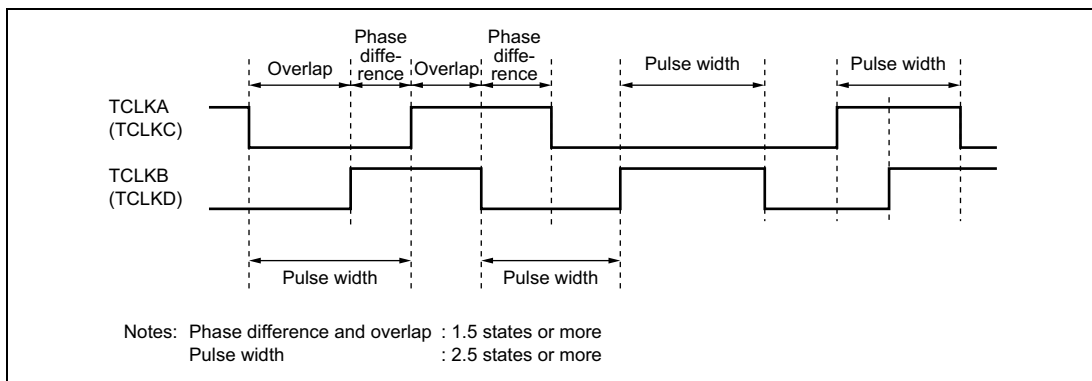 Phase diffe- rence
Phase diffe- rence
Overlap
Overlap
Pulse width
Pulse width
TCLKA
(TCLKC)
TCLKB
(TCLKD)
Pulse width
Pulse width
Notes: Phase difference and overlap : 1.5 states or more
Pulse width : 2.5 states or more